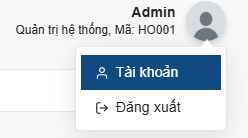 Admin
Quản trị hệ thống, Mã: HO001
Tài khoản
Đăng xuất